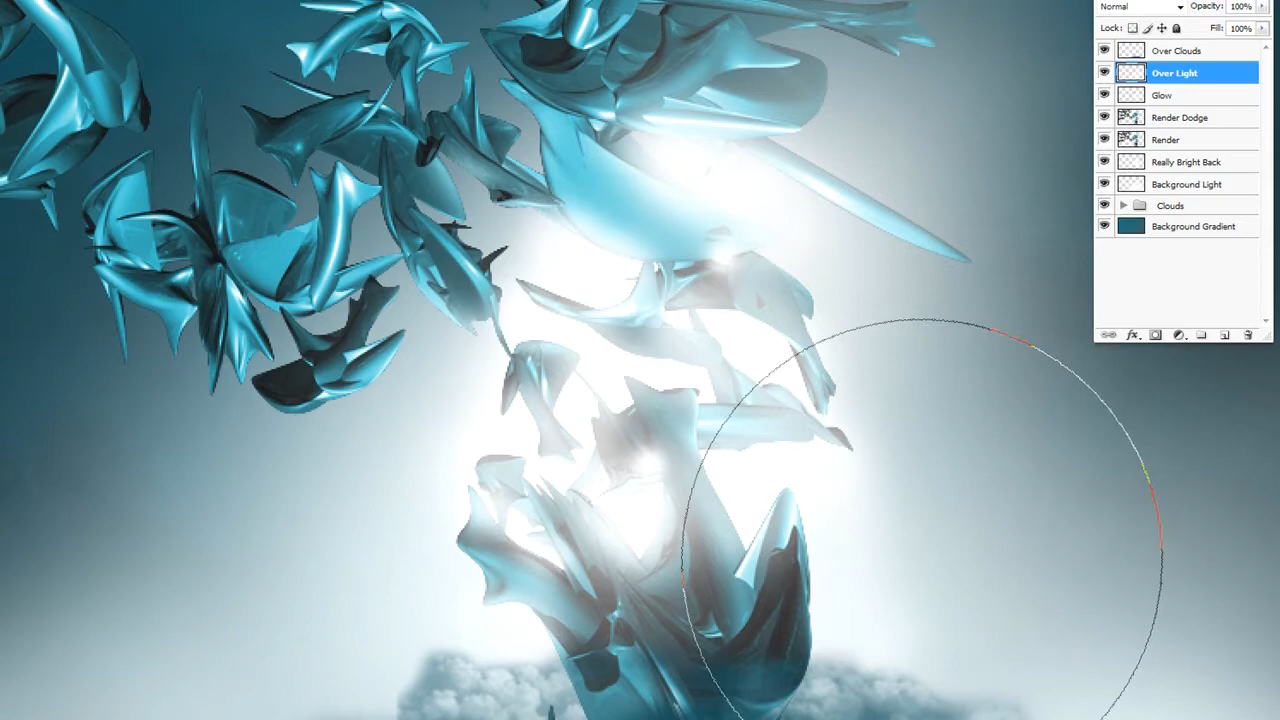 Normal Opacity: 100%
Lock: Fill: 100%
Over Clouds
Over Light
Glow
Render Dodge
Render
Really Bright Back
Background Light
Clouds
Background Gradient
fx.